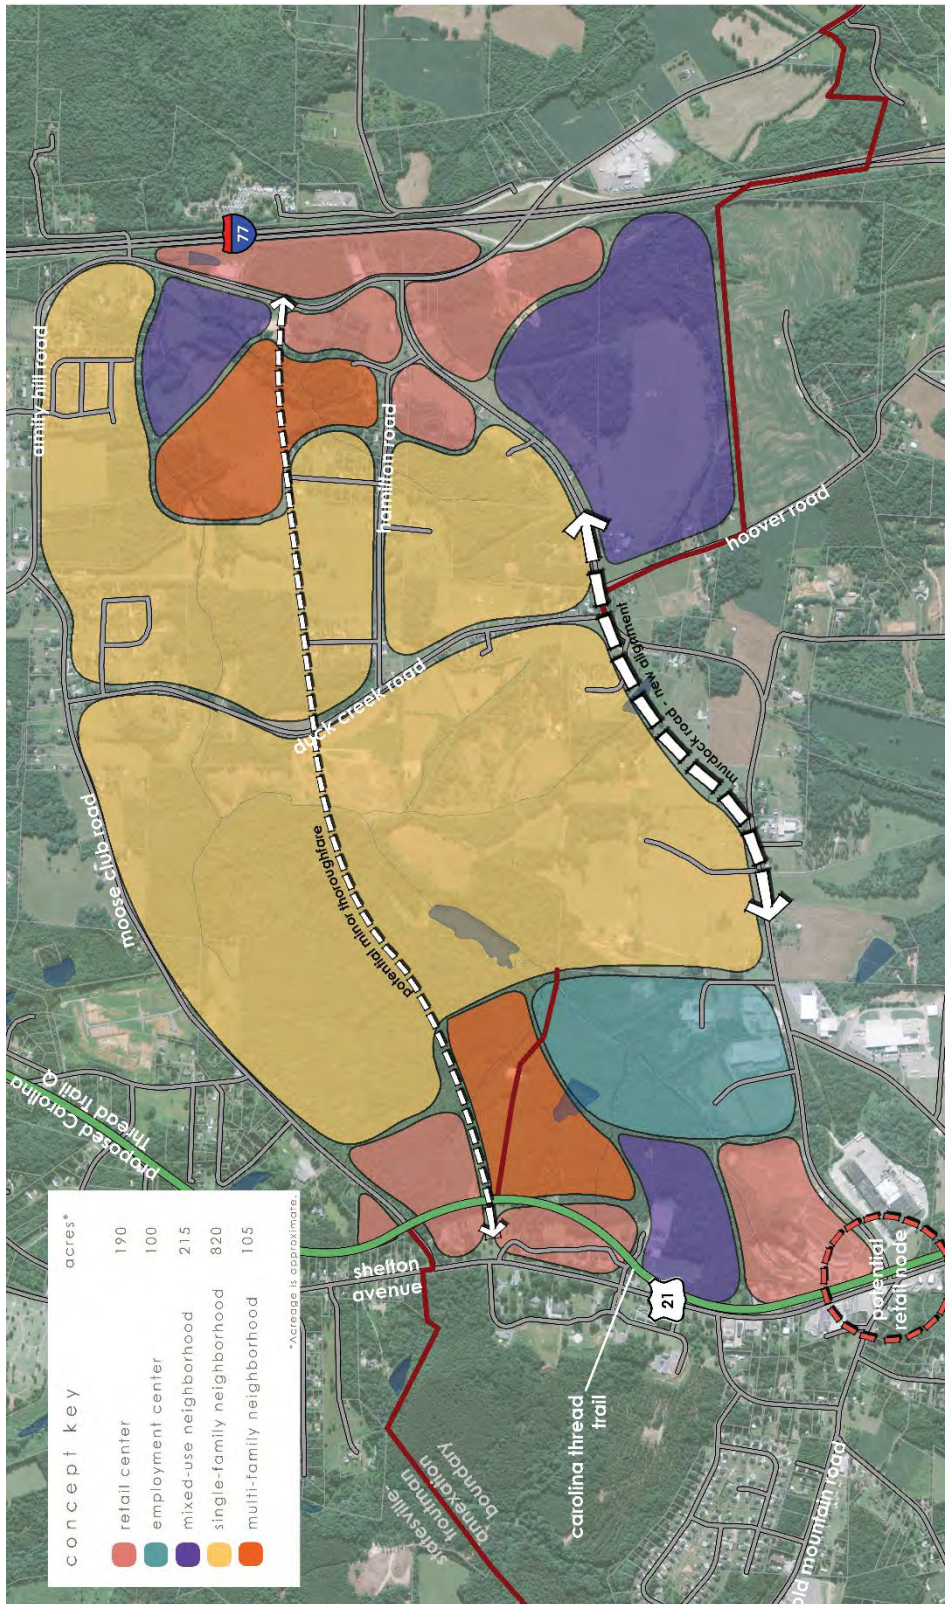 concept key
acres*
retail center 190
employment center 100
mixed-use neighborhood 215
single-family neighborhood 820
multi-family neighborhood 105
*Acreage is approximate.
proposed Carolina
Thread Trail Q
moose club road
amity hill road
77
hamilton road
duck creek road
potential minor thoroughfare
murdock road - new alignment
hoover road
shelton
avenue
21
carolina thread
trail
statesville-
troutman
annexation
boundary
potential
retail node
old mountain road